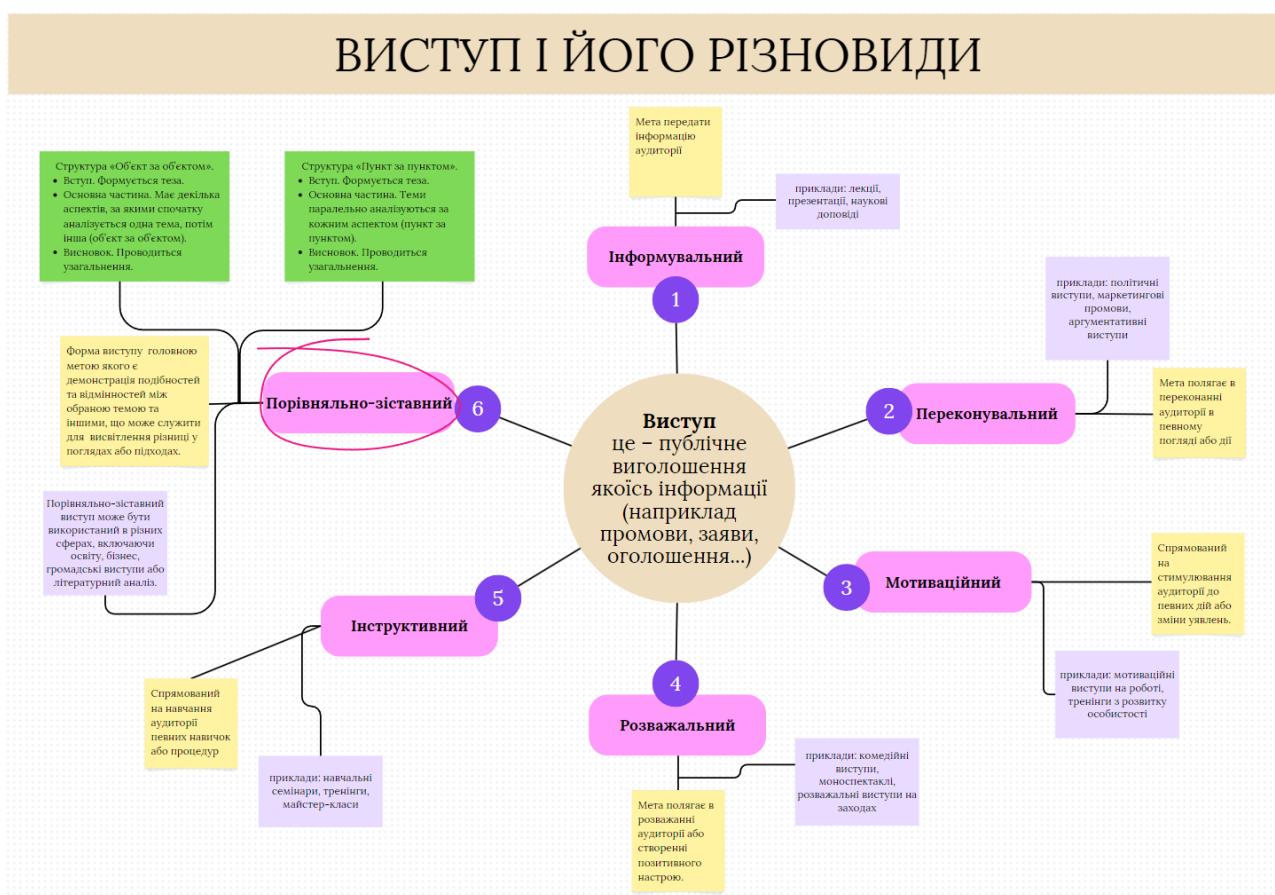 ВИСТУП І ЙОГО РІЗНОВИДИ
Мета передати
інформацію
аудиторії
приклади: лекції,
презентації, наукові
доповіді
Інформувальний
1
приклади: політичні
виступи, маркетингові
промови,
аргументативні
виступи
Мета полягає в
переконанні
аудиторії в
певному
погляді або дії
2
Переконувальний
Виступ
це – публічне
виголошення
якоїсь інформації
(наприклад
промови, заяви,
оголошення...)
Спрямований
на
стимулювання
аудиторії до
певних дій або
зміни уявлень.
3
Мотиваційний
приклади: мотиваційні
виступи на роботі,
тренінги з розвитку
особистості
4
Розважальний
приклади: комедійні
виступи,
моноспектаклі,
розважальні виступи на
заходах
Мета полягає в
розважанні
аудиторії або
створенні
позитивного
настрою.
5
Інструктивний
Спрямований
на навчання
аудиторії
певних навичок
або процедур
приклади: навчальні
семінари, тренінги,
майстер-класи
Порівняльно-зіставний
6
Структура «Об'єкт за об'єктом».
• Вступ. Формується теза.
• Основна частина. Має декілька
аспектів, за якими спочатку
аналізується одна тема, потім
інша (об'єкт за об'єктом).
• Висновок. Проводиться
узагальнення.
Структура «Пункт за пунктом».
• Вступ. Формується теза.
• Основна частина. Теми
паралельно аналізуються за
кожним аспектом (пункт за
пунктом).
• Висновок. Проводиться
узагальнення.
форма виступу головною
метою якого є
демонстрація подібностей
та відмінностей між
обраною темою та
іншими, що може служити
для висвітлення різниці у
поглядах або підходах.
Порівняльно-зіставний
виступ може бути
використаний в різних
сферах, включаючи
освіту, бізнес,
громадські виступи або
літературний аналіз.